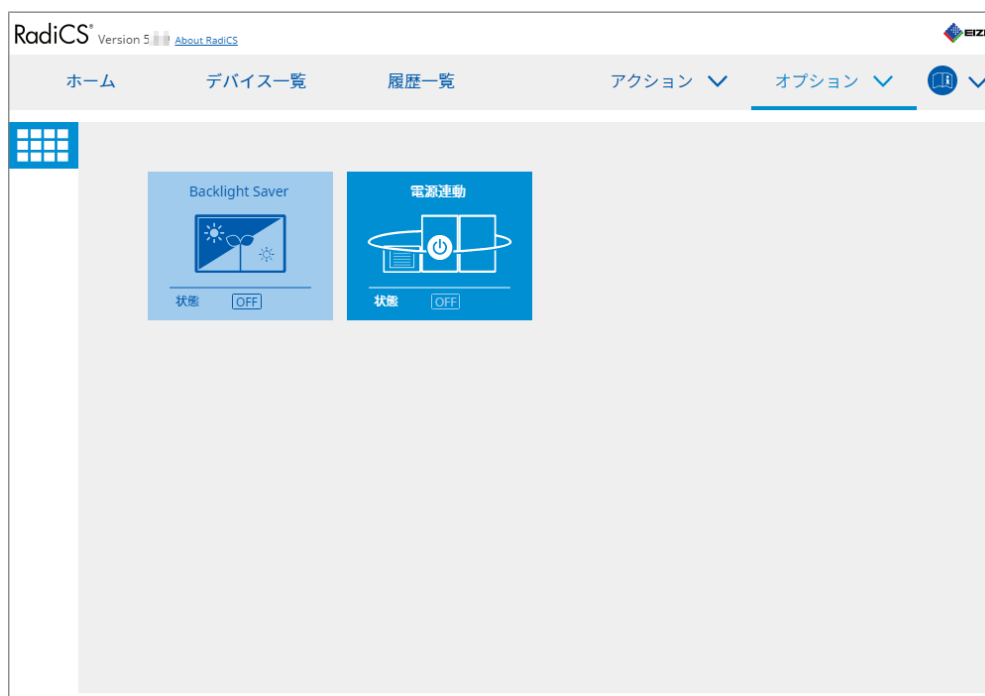 RadiCS® Version 5. About RadiCS
ホーム デバイス一覧 履歴一覧 アクション オプション
Backlight Saver 電源連動
状態 OFF 状態 OFF